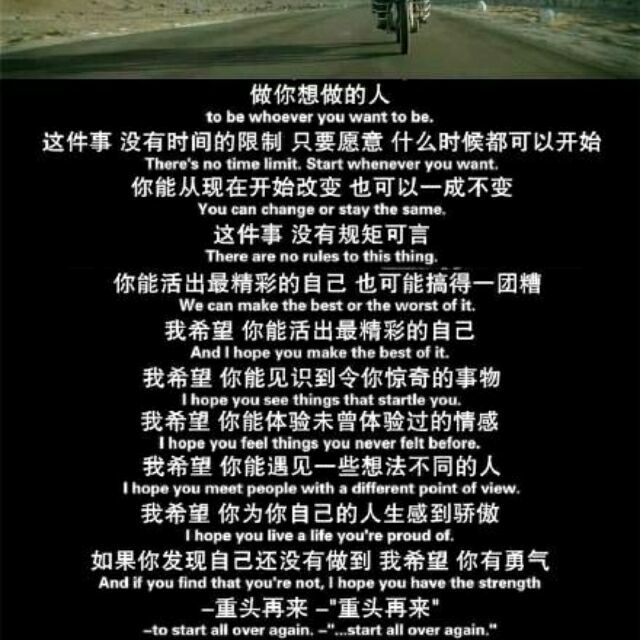 做你想做的人
to be whoever you want to be.
这件事 没有时间的限制 只要愿意 什么时候都可以开始
There's no time limit. Start whenever you want.
你能从现在开始改变 也可以一成不变
You can change or stay the same.
这件事 没有规矩可言
There are no rules to this thing.
你能活出最精彩的自己 也可能搞得一团糟
We can make the best or the worst of it.
我希望 你能活出最精彩的自己
And I hope you make the best of it.
我希望 你能见识到令你惊奇的事物
I hope you see things that startle you.
我希望 你能体验未曾体验过的情感
I hope you feel things you never felt before.
我希望 你能遇见一些想法不同的人
I hope you meet people with a different point of view.
我希望 你为你自己的人生感到骄傲
I hope you live a life you're proud of.
如果你发现自己还没有做到 我希望 你有勇气
And if you find that you're not, I hope you have the strength
–重头再来 –"重头再来"
–to start all over again. –"...start all over again."